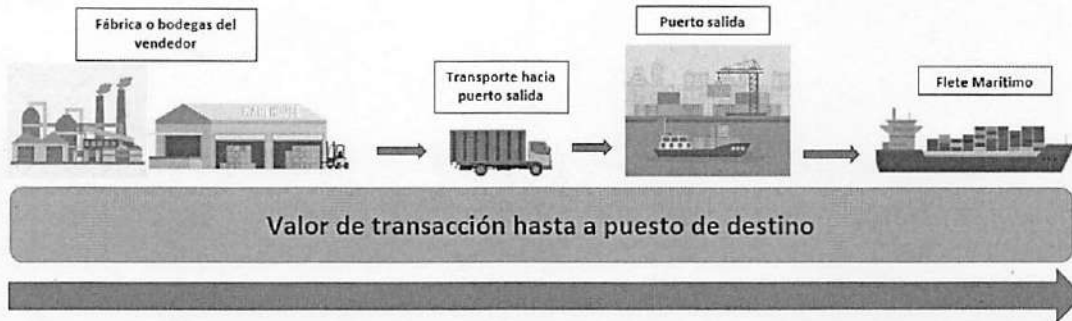 Fábrica o bodegas del
vendedor
Transporte hacia
puerto salida
Puerto salida
Flete Marítimo
Valor de transacción hasta a puesto de destino